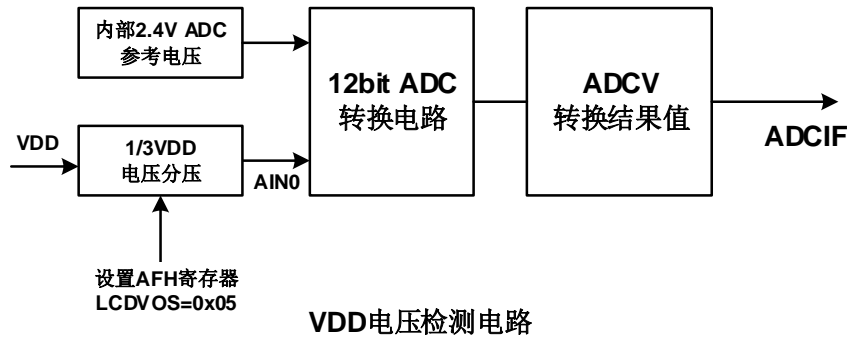 内部2.4V ADC
参考电压
VDD
1/3VDD
电压分压
AIN0
设置AFH寄存器
LCDVOS=0x05
12bit ADC
转换电路
ADCV
转换结果值
ADCIF
VDD电压检测电路